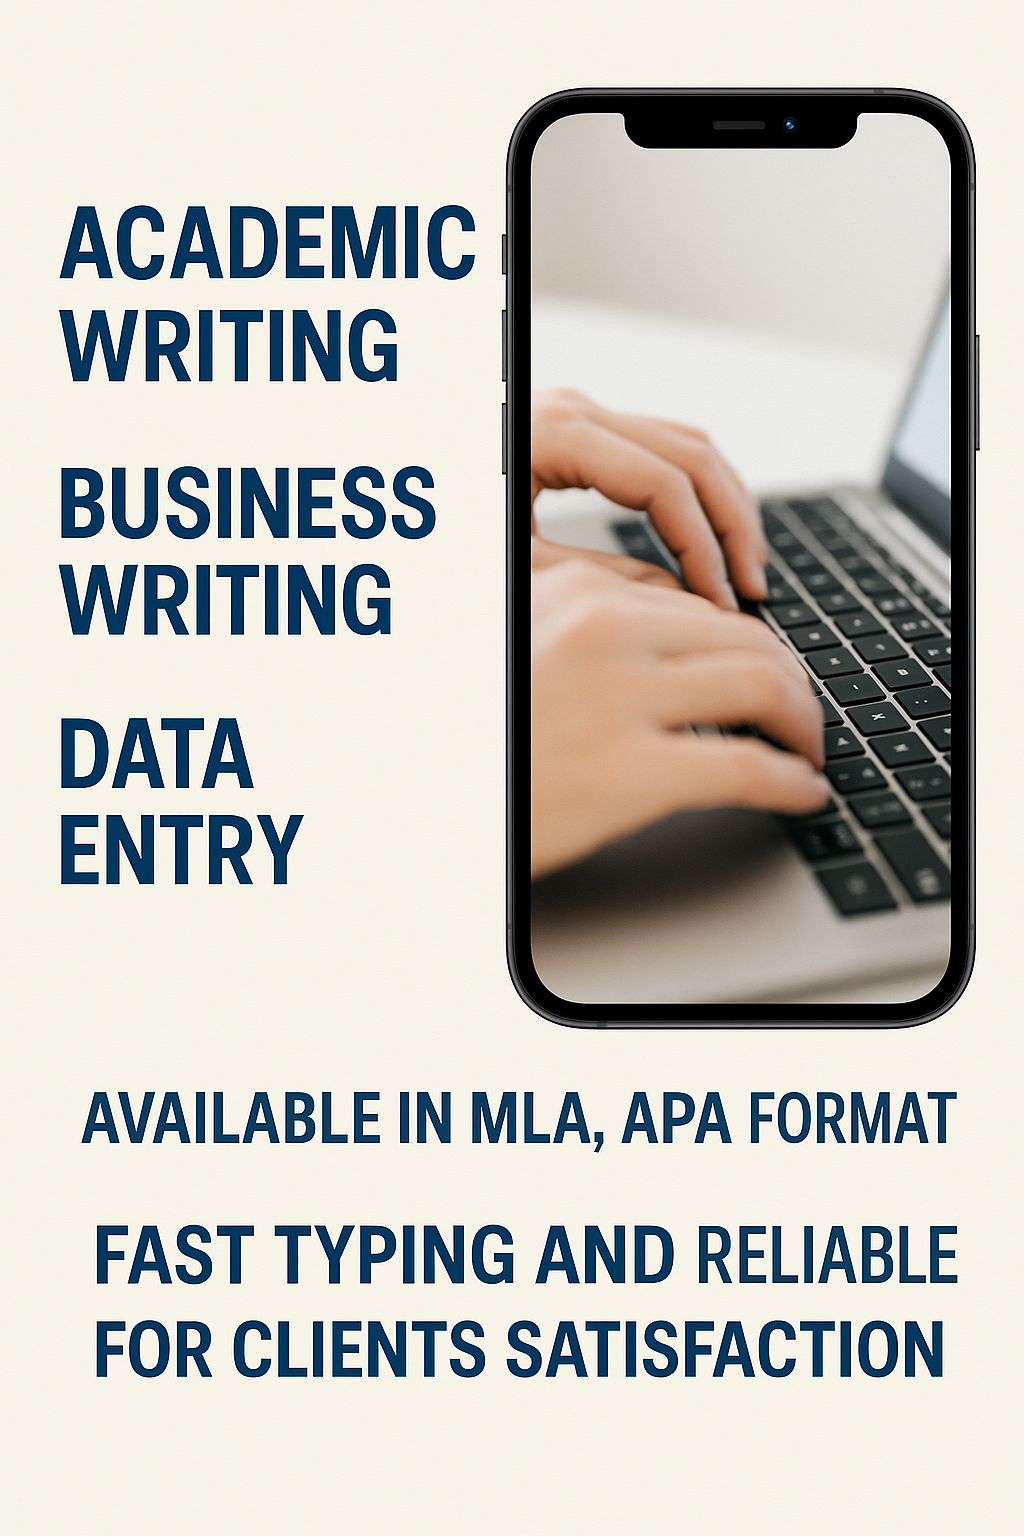 ACADEMIC
WRITING
BUSINESS
WRITING
DATA
ENTRY
AVAILABLE IN MLA, APA FORMAT
FAST TYPING AND RELIABLE
FOR CLIENTS SATISFACTION